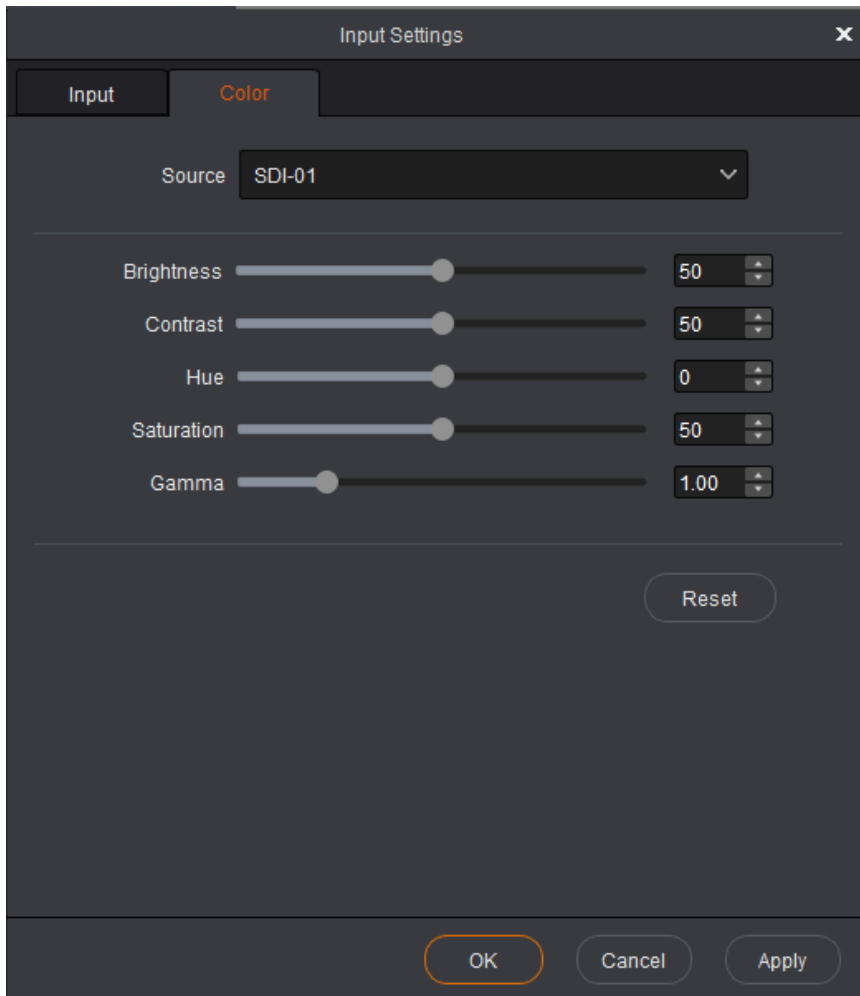 Input Settings
Input Color
Source SDI-01
Brightness 50
Contrast 50
Hue 0
Saturation 50
Gamma 1.00
Reset
OK Cancel Apply